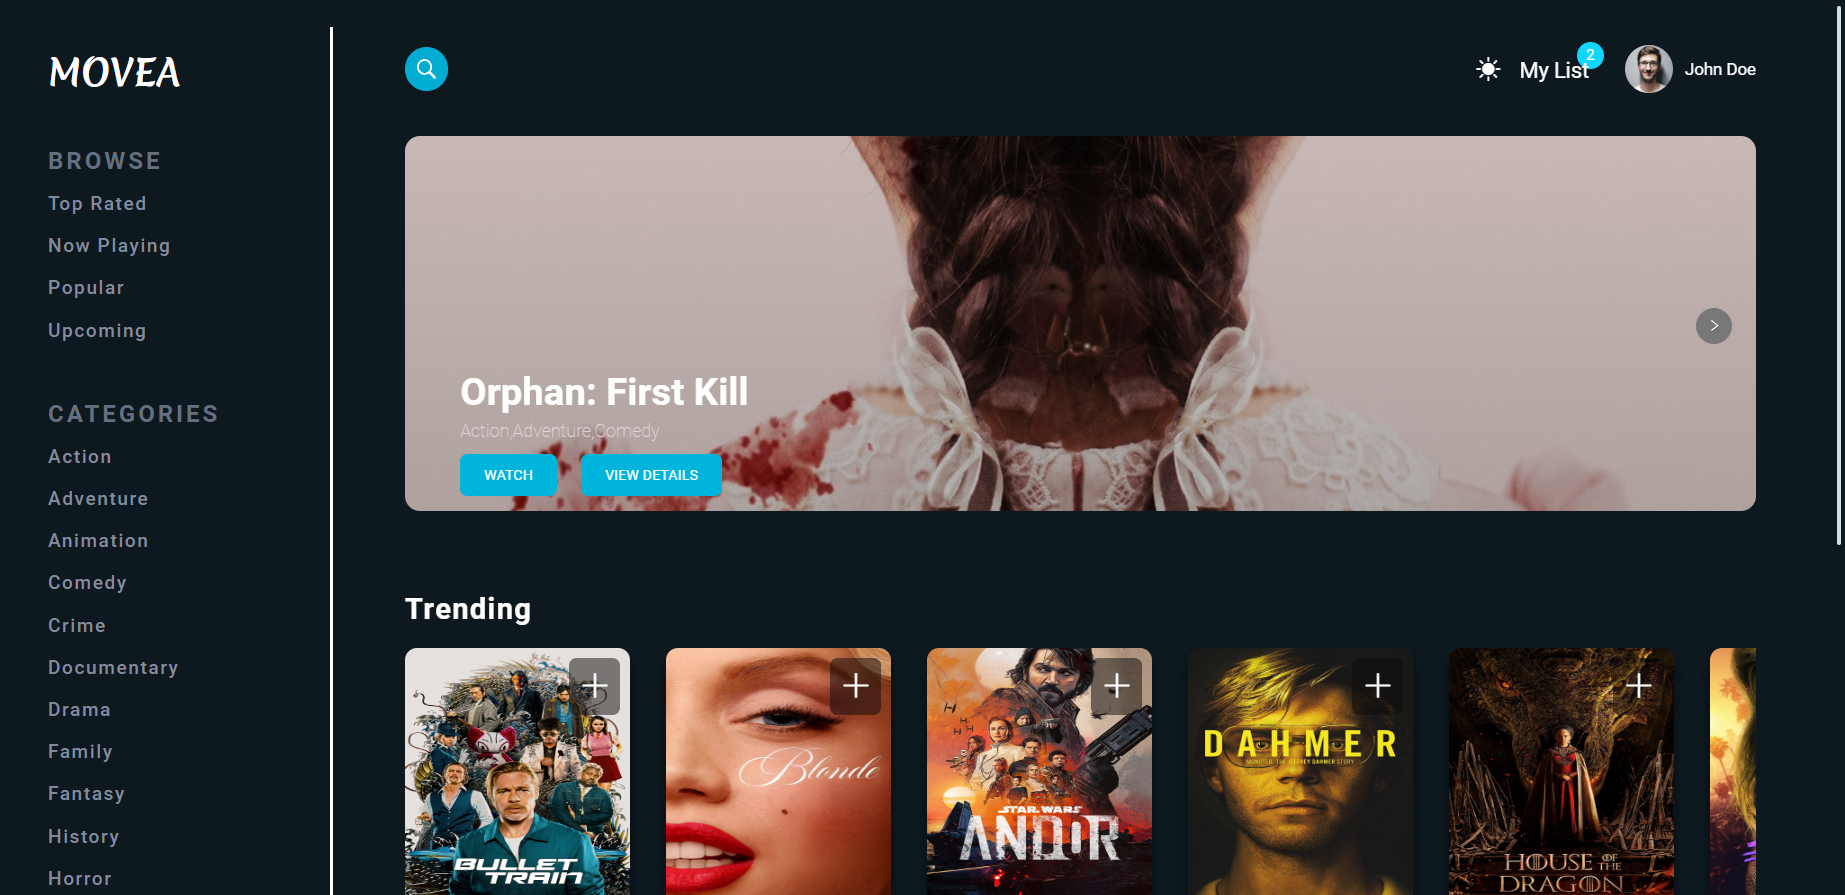 MOVEA
BROWSE
Top Rated
Now Playing
Popular
Upcoming
CATEGORIES
Action
Adventure
Animation
Comedy
Crime
Documentary
Drama
Family
Fantasy
History
Horror
My List
2
John Doe
Orphan: First Kill
Action,Adventure,Comedy
WATCH
VIEW DETAILS
Trending
BULLET
TRAIN
Blonde
STAR WARS
ANDOR
DAHMER
MONSTER: THE JEFFREY DAHMER STORY
HOUSE OF THE
DRAGON